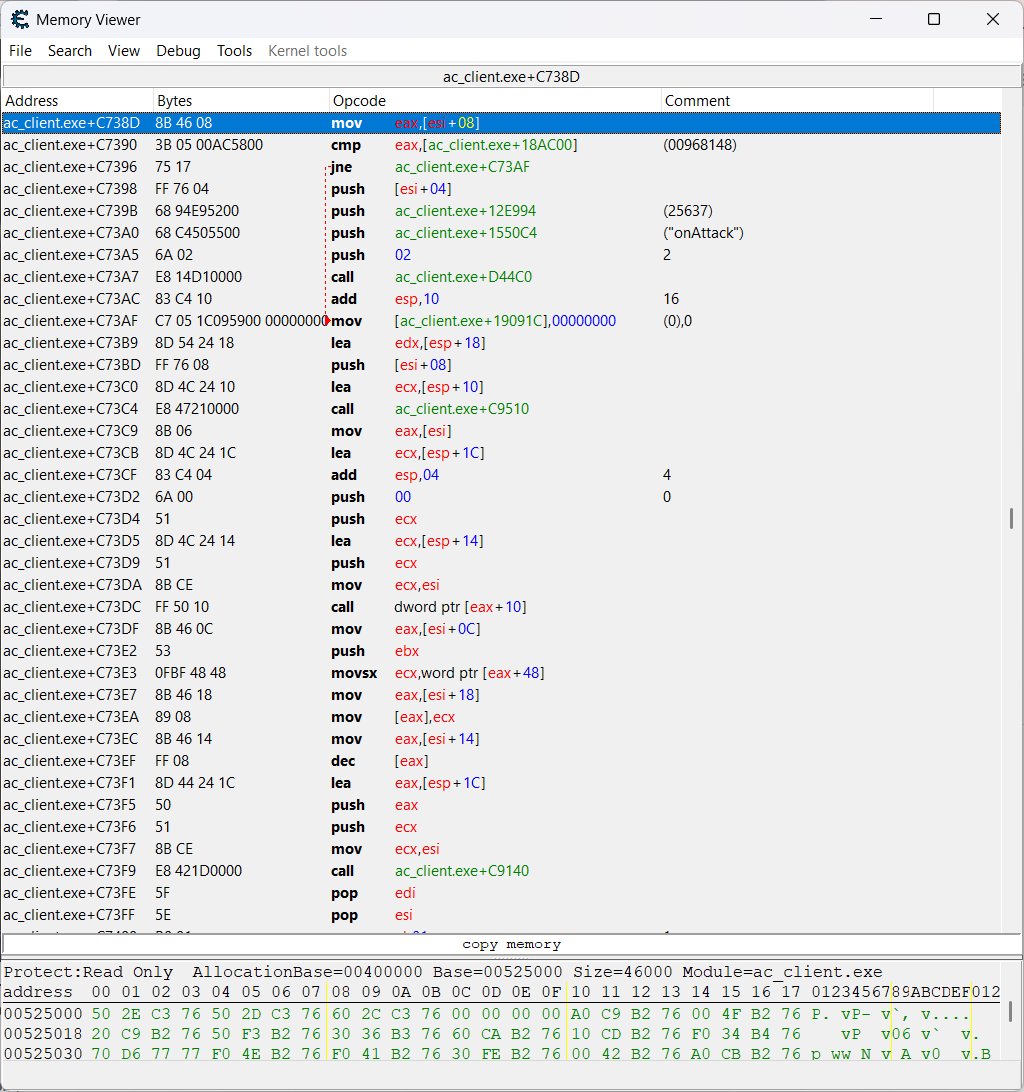 Memory Viewer
File Search View Debug Tools Kernel tools
ac_client.exe+C738D
Address Bytes Opcode Comment
ac_client.exe+C738D 8B 46 08 mov eax,[esi+08]
ac_client.exe+C7390 3B 05 00AC5800 cmp eax,[ac_client.exe+18AC00] (00968148)
ac_client.exe+C7396 75 17 jne ac_client.exe+C73AF
ac_client.exe+C7398 FF 76 04 push [esi+04]
ac_client.exe+C739B 68 94E95200 push ac_client.exe+12E994 (25637)
ac_client.exe+C73A0 68 C4505500 push ac_client.exe+1550C4 ("onAttack")
ac_client.exe+C73A5 6A 02 push 02 2
ac_client.exe+C73A7 E8 14D10000 call ac_client.exe+D44C0
ac_client.exe+C73AC 83 C4 10 add esp,10 16
ac_client.exe+C73AF C7 05 1C095900 00000000 mov [ac_client.exe+19091C],00000000 (0),0
ac_client.exe+C73B9 8D 54 24 18 lea edx,[esp+18]
ac_client.exe+C73BD FF 76 08 push [esi+08]
ac_client.exe+C73C0 8D 4C 24 10 lea ecx,[esp+10]
ac_client.exe+C73C4 E8 47210000 call ac_client.exe+C9510
ac_client.exe+C73C9 8B 06 mov eax,[esi]
ac_client.exe+C73CB 8D 4C 24 1C lea ecx,[esp+1C]
ac_client.exe+C73CF 83 C4 04 add esp,04 4
ac_client.exe+C73D2 6A 00 push 00 0
ac_client.exe+C73D4 51 push ecx
ac_client.exe+C73D5 8D 4C 24 14 lea ecx,[esp+14]
ac_client.exe+C73D9 51 push ecx
ac_client.exe+C73DA 8B CE mov ecx,esi
ac_client.exe+C73DC FF 50 10 call dword ptr [eax+10]
ac_client.exe+C73DF 8B 46 0C mov eax,[esi+0C]
ac_client.exe+C73E2 53 push ebx
ac_client.exe+C73E3 0FBF 48 48 movsx ecx,word ptr [eax+48]
ac_client.exe+C73E7 8B 46 18 mov eax,[esi+18]
ac_client.exe+C73EA 89 08 mov [eax],ecx
ac_client.exe+C73EC 8B 46 14 mov eax,[esi+14]
ac_client.exe+C73EF FF 08 dec [eax]
ac_client.exe+C73F1 8D 44 24 1C lea eax,[esp+1C]
ac_client.exe+C73F5 50 push eax
ac_client.exe+C73F6 51 push ecx
ac_client.exe+C73F7 8B CE mov ecx,esi
ac_client.exe+C73F9 E8 421D0000 call ac_client.exe+C9140
ac_client.exe+C73FE 5F pop edi
ac_client.exe+C73FF 5E pop esi
copy memory
Protect:Read Only AllocationBase=00400000 Base=00525000 Size=46000 Module=ac_client.exe
address 00 01 02 03 04 05 06 07 08 09 0A 0B 0C 0D 0E 0F 10 11 12 13 14 15 16 17 0123456789ABCDEF012
00525000 50 2E C3 76 50 2D C3 76 60 2C C3 76 00 00 00 00 A0 C9 B2 76 00 4F B2 76 P. vP- v`, v....
00525018 20 C9 B2 76 50 F3 B2 76 30 36 B3 76 60 CA B2 76 10 CD B2 76 F0 34 B4 76 vP v06 v` v.
00525030 70 D6 77 77 F0 4E B2 76 F0 41 B2 76 30 FE B2 76 00 42 B2 76 A0 CB B2 76 p ww N v A v0 v.B